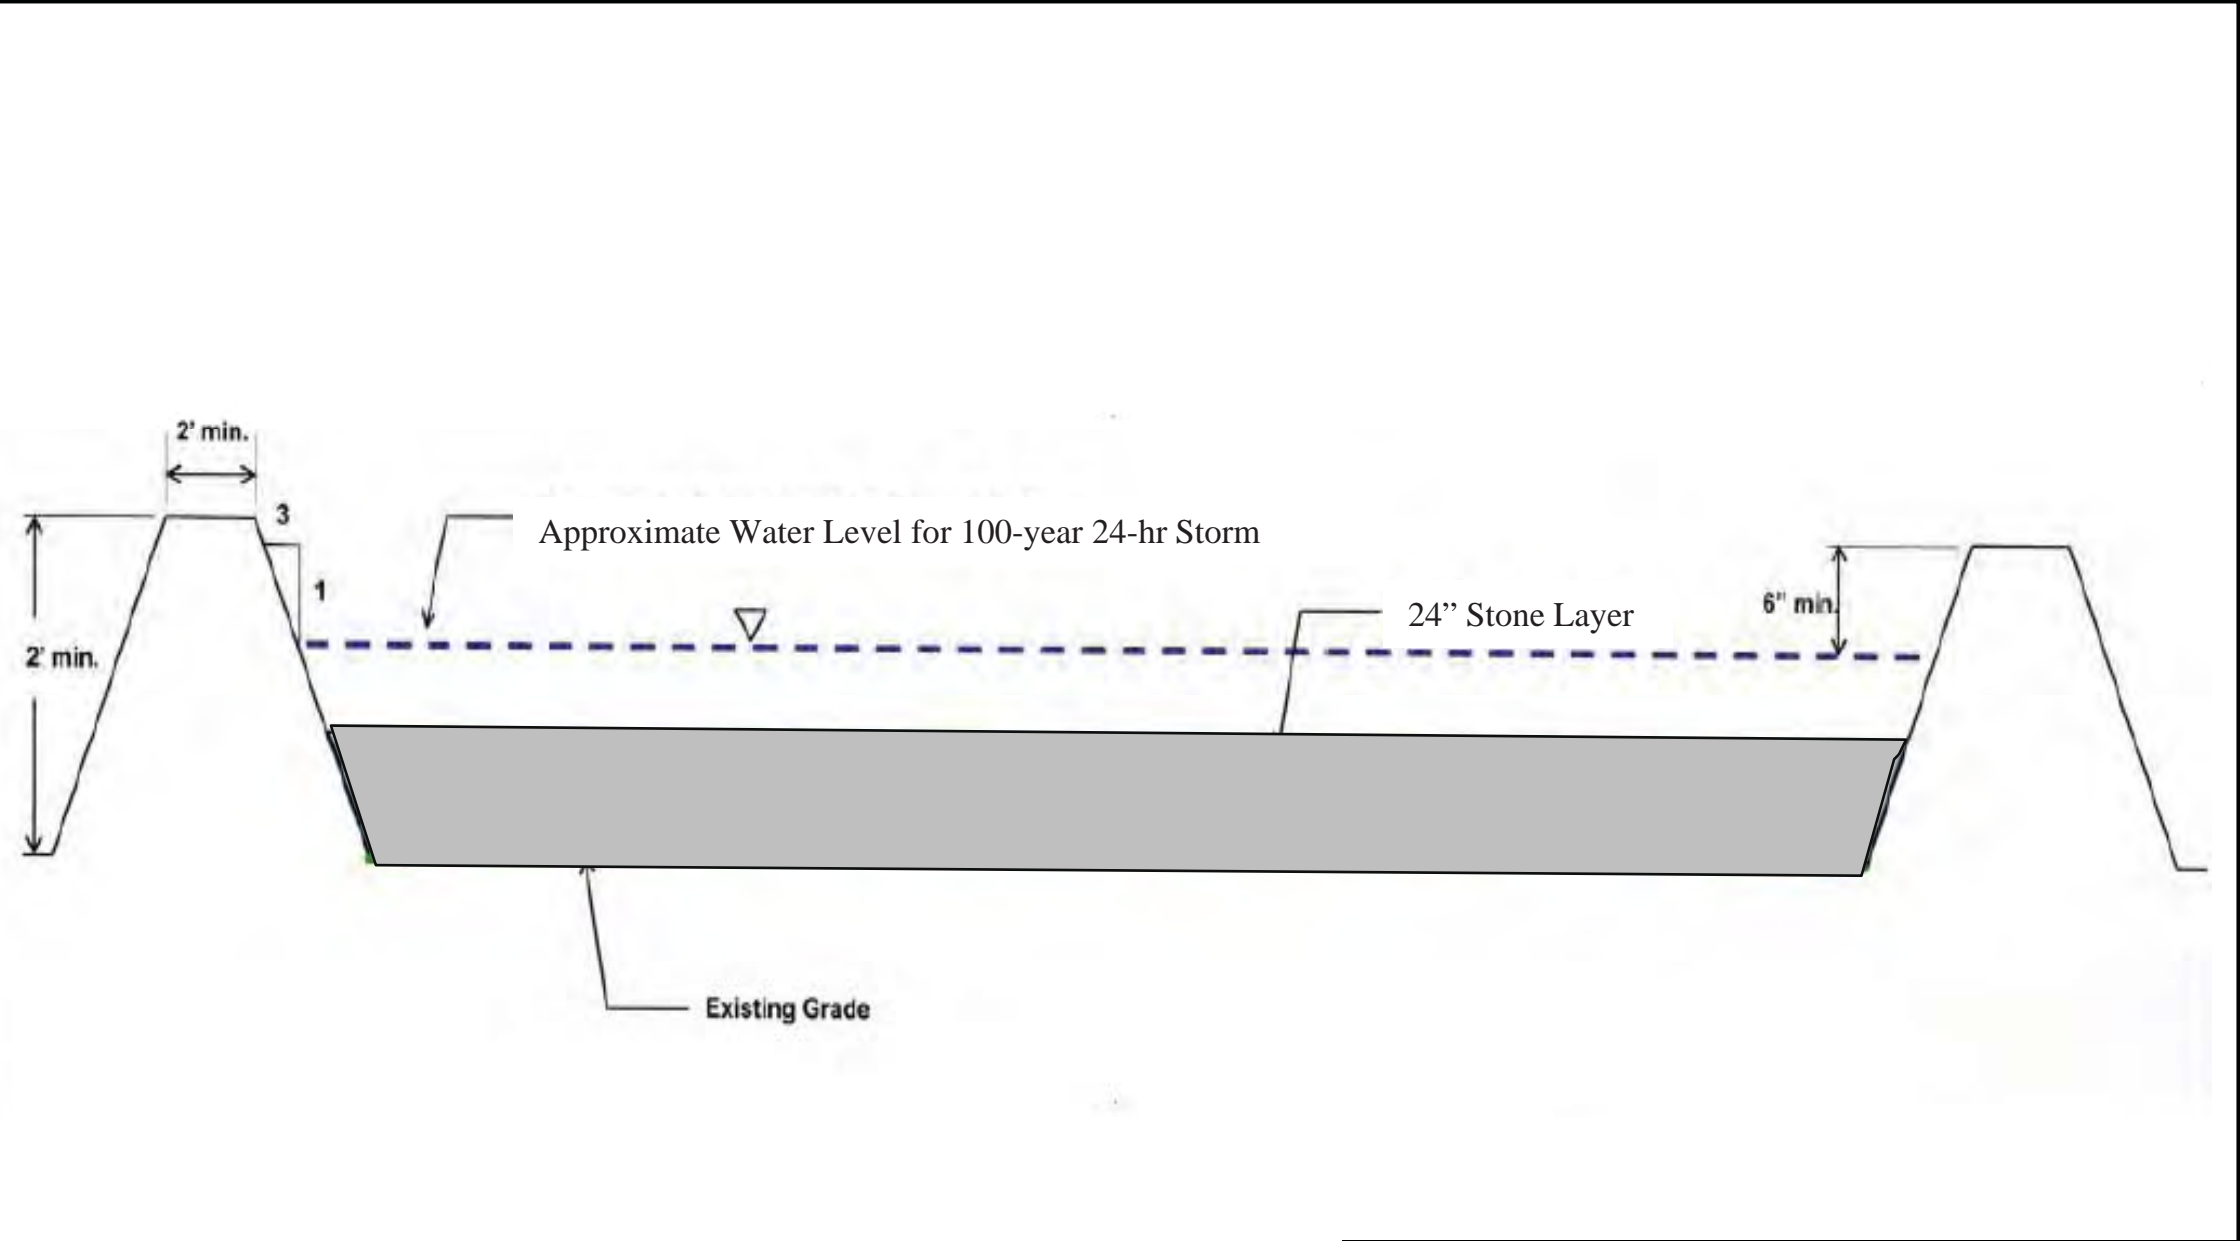 2' min.
3
Approximate Water Level for 100-year 24-hr Storm
1
6" min.
24” Stone Layer
2' min.
Existing Grade